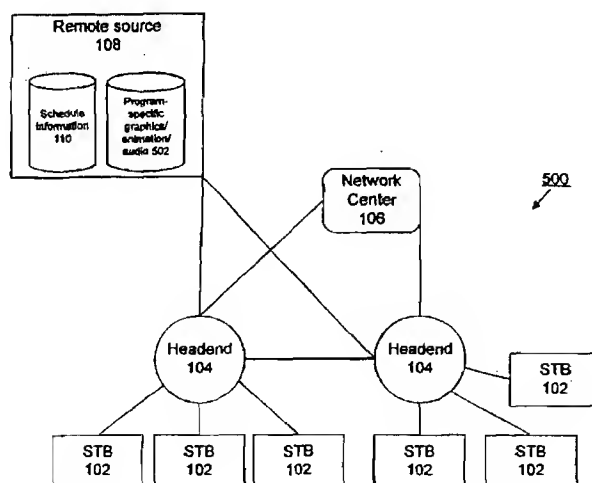 Remote source
108
Schedule
information
110
Program-
specific
graphics/
animation/
audio 502
Network
Center
106
500
Headend
104
Headend
104
STB
102
STB
102
STB
102
STB
102
STB
102
STB
102